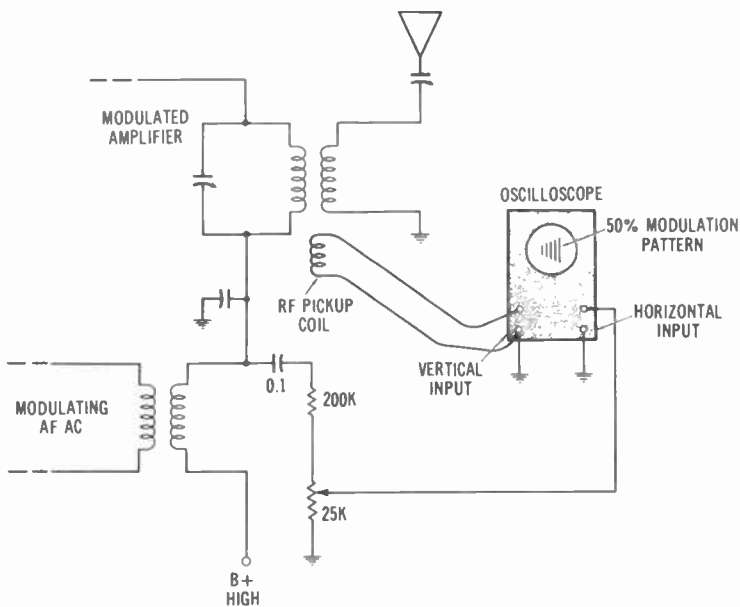 MODULATED
AMPLIFIER
OSCILLOSCOPE
50% MODULATION
PATTERN
RF PICKUP
COIL
VERTICAL
INPUT
HORIZONTAL
INPUT
0.1
200K
MODULATING
AF AC
25K
B+
HIGH